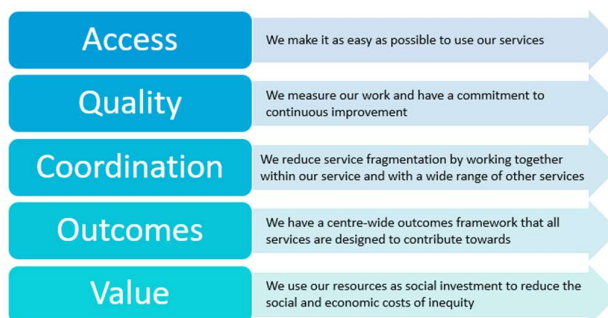 Access
We make it as easy as possible to use our services
Quality
We measure our work and have a commitment to
continuous improvement
Coordination
We reduce service fragmentation by working together
within our service and with a wide range of other services
Outcomes
We have a centre-wide outcomes framework that all
services are designed to contribute towards
Value
We use our resources as social investment to reduce the
social and economic costs of inequity